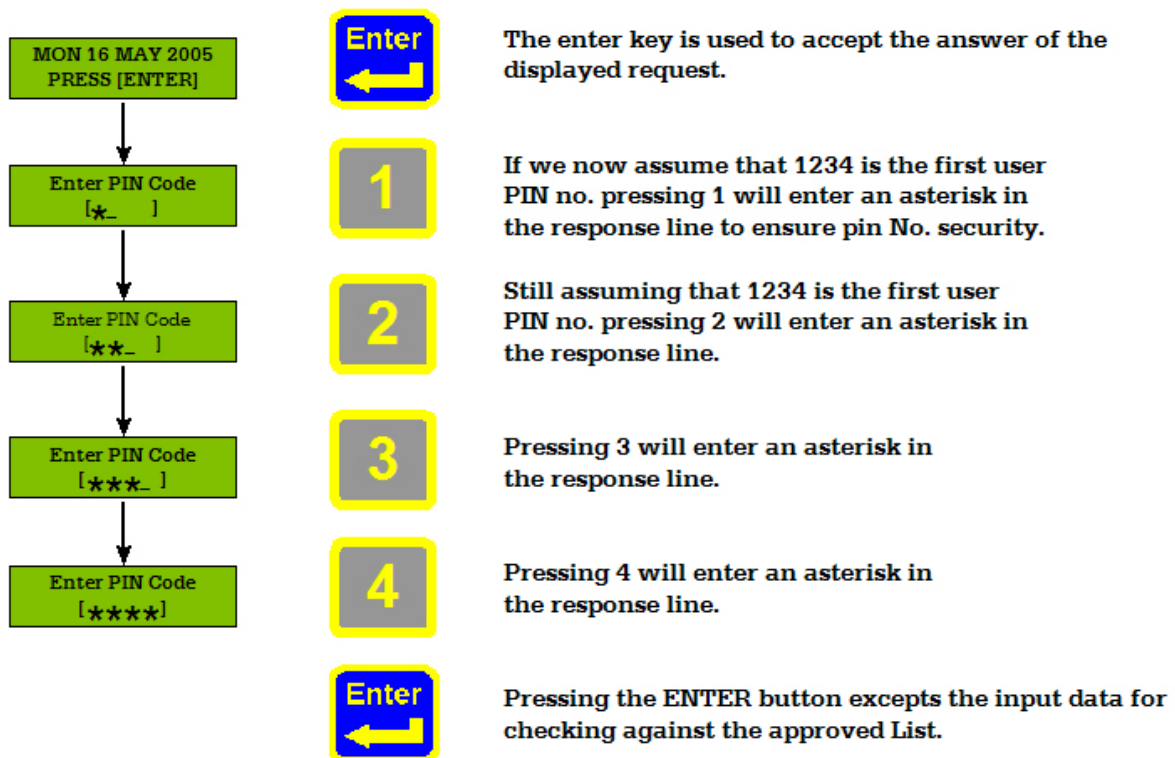 MON 16 MAY 2005
PRESS [ENTER]
Enter
The enter key is used to accept the answer of the
displayed request.
Enter PIN Code
[*_ ]
1
If we now assume that 1234 is the first user
PIN no. pressing 1 will enter an asterisk in
the response line to ensure pin No. security.
Enter PIN Code
[**_ ]
2
Still assuming that 1234 is the first user
PIN no. pressing 2 will enter an asterisk in
the response line.
Enter PIN Code
[***_ ]
3
Pressing 3 will enter an asterisk in
the response line.
Enter PIN Code
[****]
4
Pressing 4 will enter an asterisk in
the response line.
Enter
Pressing the ENTER button excepts the input data for
checking against the approved List.